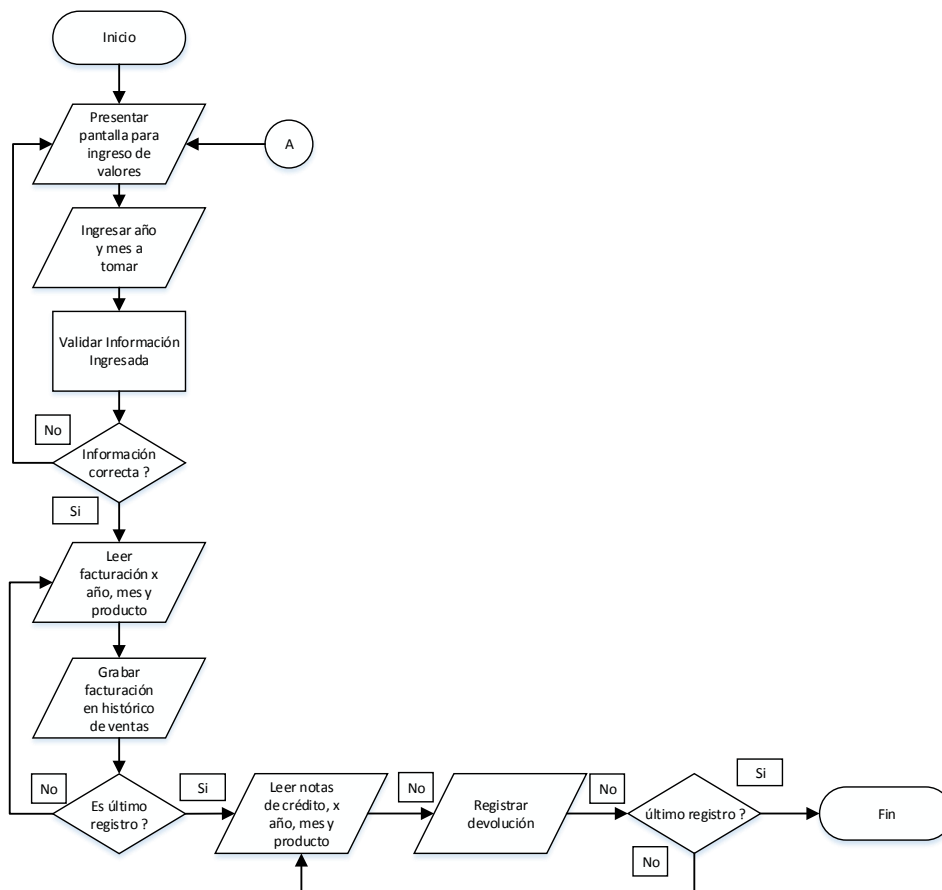 Inicio
Presentar
pantalla para
ingreso de
valores
A
Ingresar año
y mes a
tomar
Validar Información
Ingresada
No
Información
correcta ?
Si
Leer
facturación x
año, mes y
producto
Grabar
facturación
en histórico
de ventas
No
Es último
registro ?
Si
Leer notas
de crédito, x
año, mes y
producto
No
Registrar
devolución
No
último registro ?
Si
No
Fin